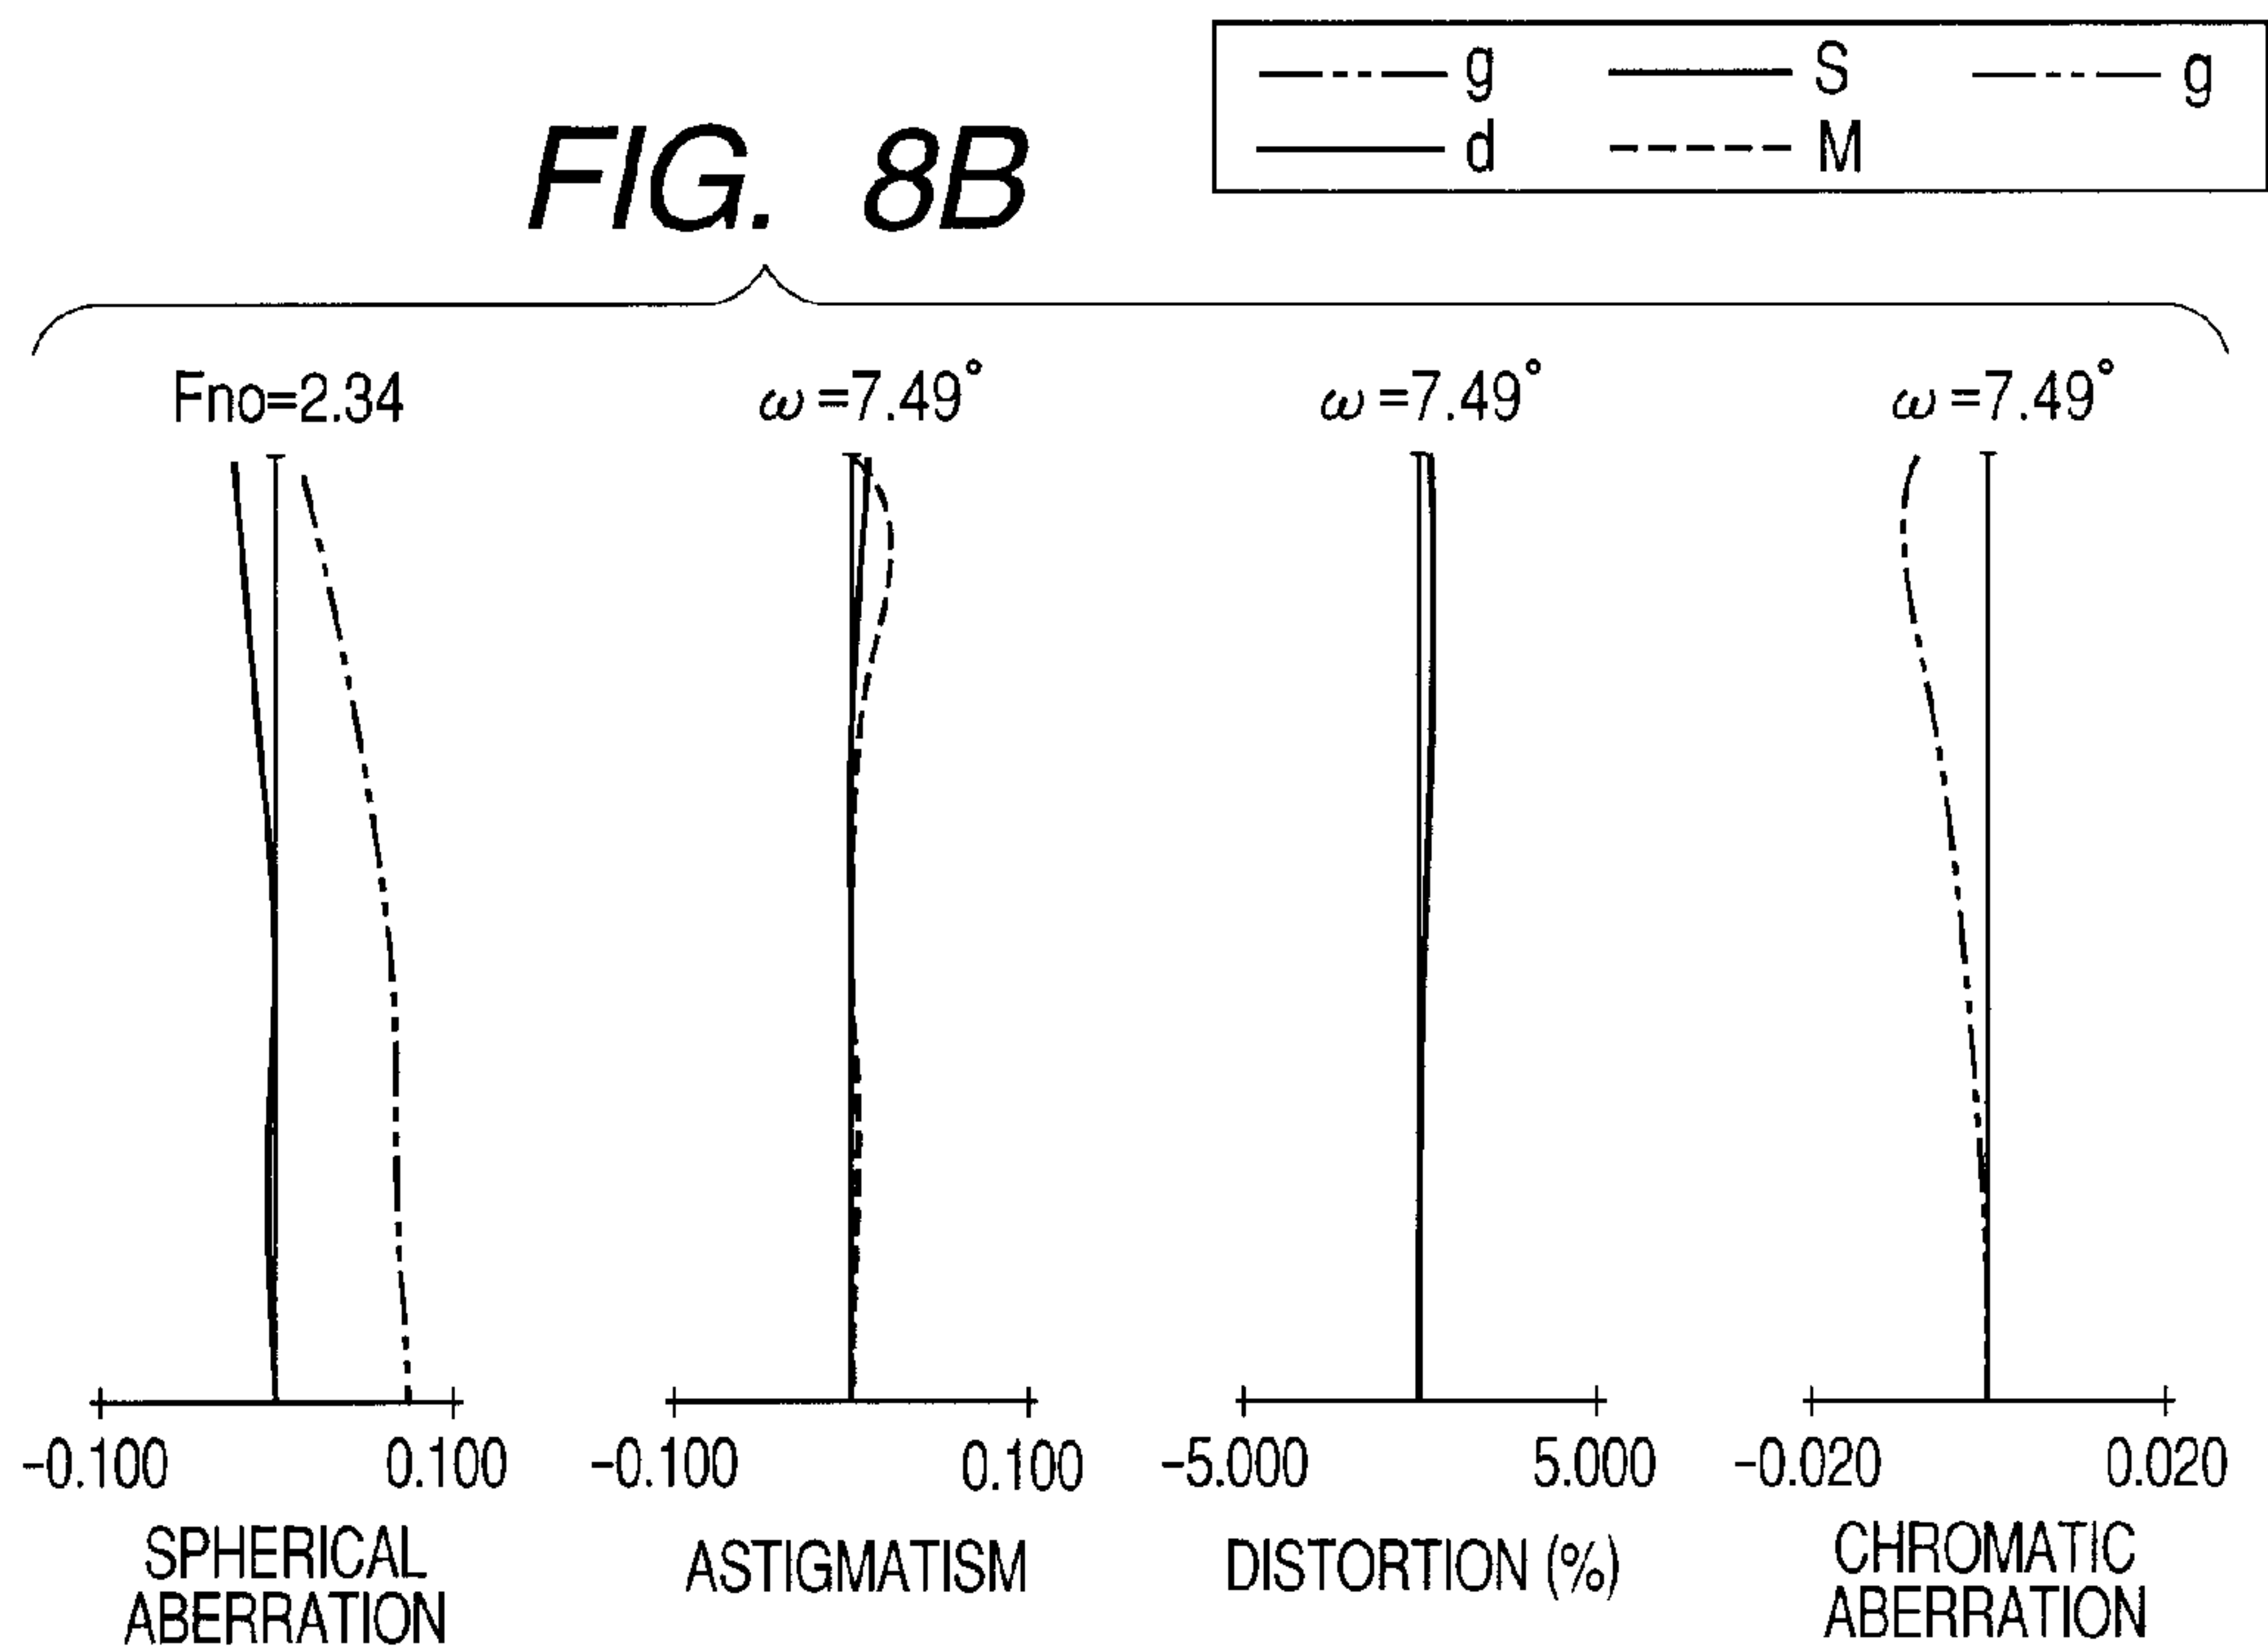 g S g
d M
FIG. 8B
Fno=2.34 ω=7.49° ω=7.49° ω=7.49°
-0.100 0.100 -0.100 0.100 -5.000 5.000 -0.020 0.020
SPHERICAL
ABERRATION
ASTIGMATISM
DISTORTION (%)
CHROMATIC
ABERRATION